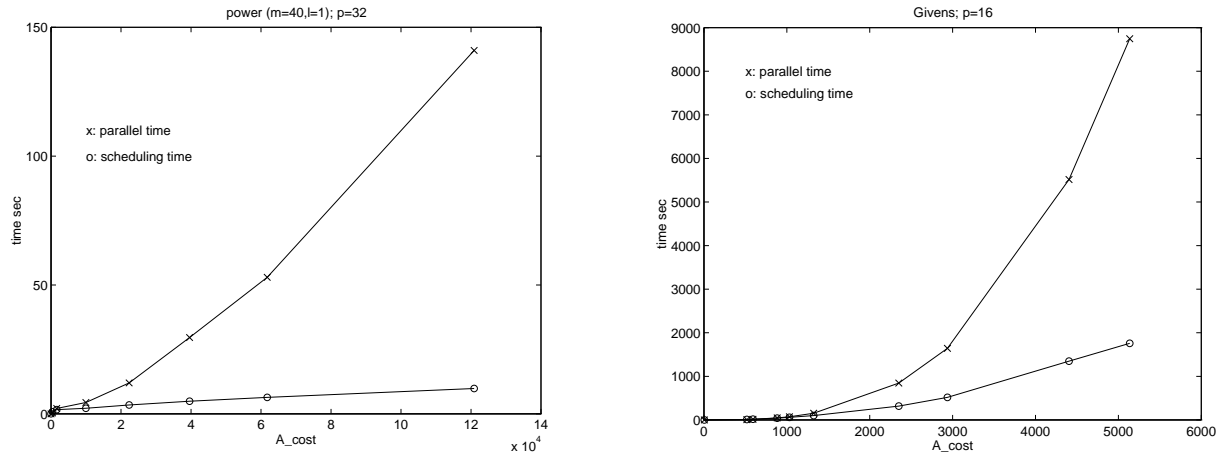 power (m=40,l=1); p=32
150
100
50
0
time sec
x: parallel time
o: scheduling time
0 2 4 6 8 10 12 14
x 10^4
A_cost
Givens; p=16
9000
8000
7000
6000
5000
4000
3000
2000
1000
0
time sec
x: parallel time
o: scheduling time
0 1000 2000 3000 4000 5000 6000
A_cost